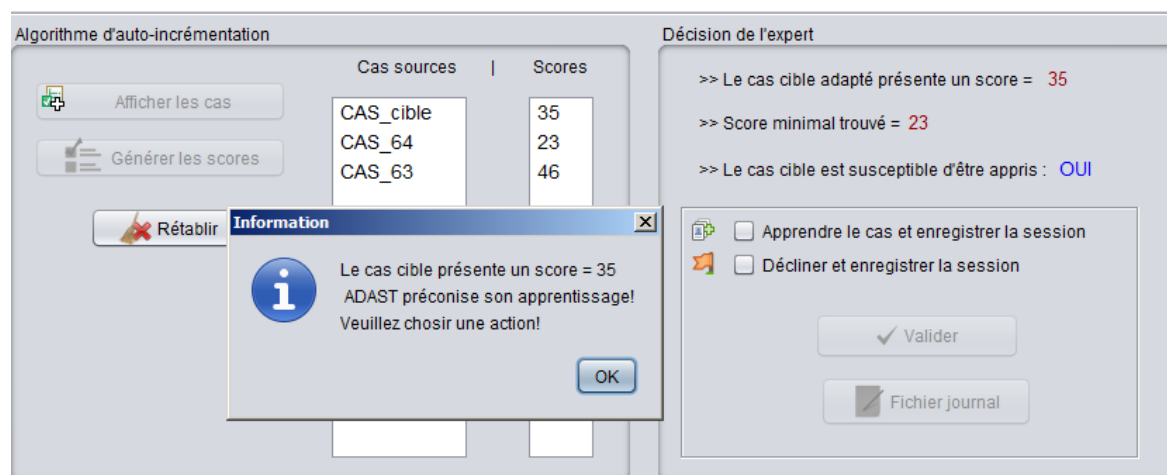 Algorithme d'auto-incrémentation
Cas sources | Scores
Afficher les cas
Générer les scores
Rétablir
CAS_cible 35
CAS_64 23
CAS_63 46
Information
Le cas cible présente un score = 35
ADAST préconise son apprentissage!
Veuillez chosir une action!
OK
Décision de l'expert
>> Le cas cible adapté présente un score = 35
>> Score minimal trouvé = 23
>> Le cas cible est susceptible d'être appris : OUI
Apprendre le cas et enregistrer la session
Décliner et enregistrer la session
Valider
Fichier journal